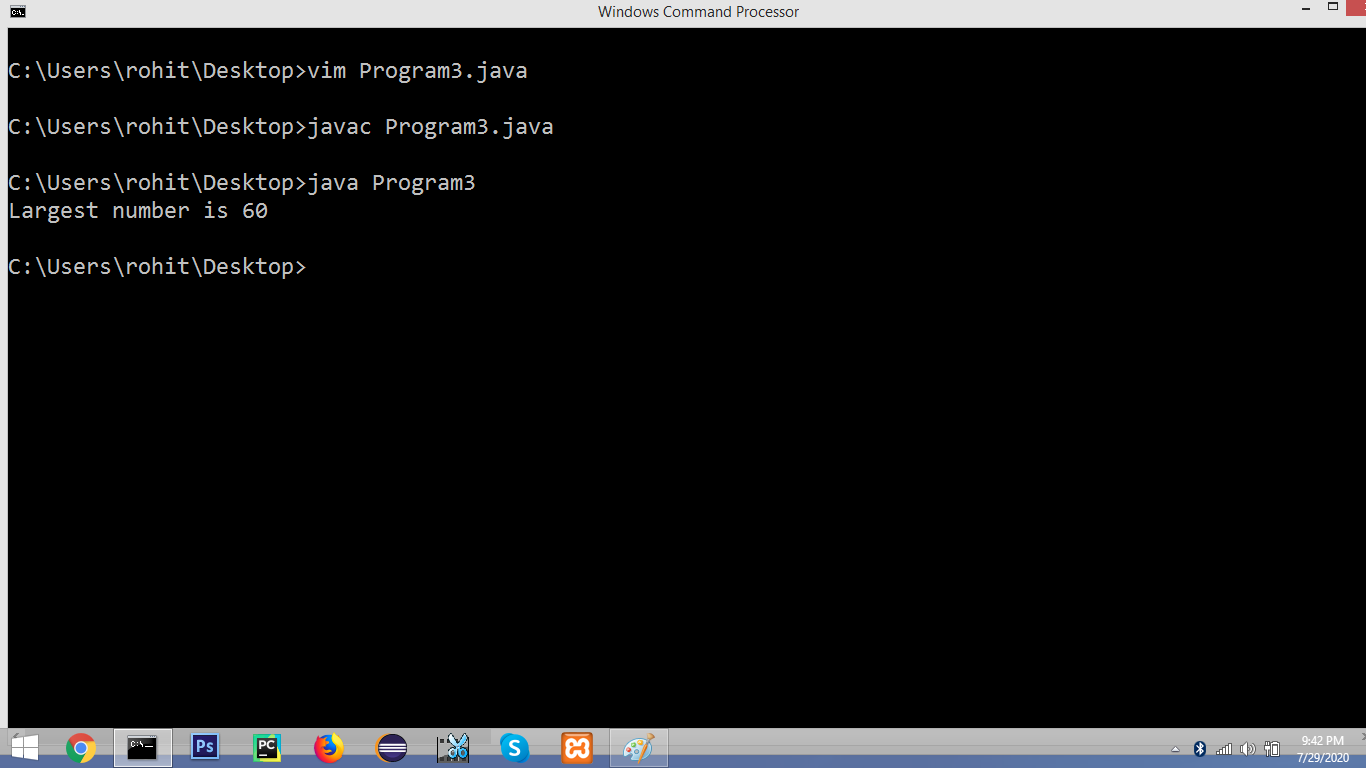 Windows Command Processor
C:\Users\rohit\Desktop>vim Program3.java
C:\Users\rohit\Desktop>javac Program3.java
C:\Users\rohit\Desktop>java Program3
Largest number is 60
C:\Users\rohit\Desktop>
Ps
PC
S
9:42 PM
7/29/2020